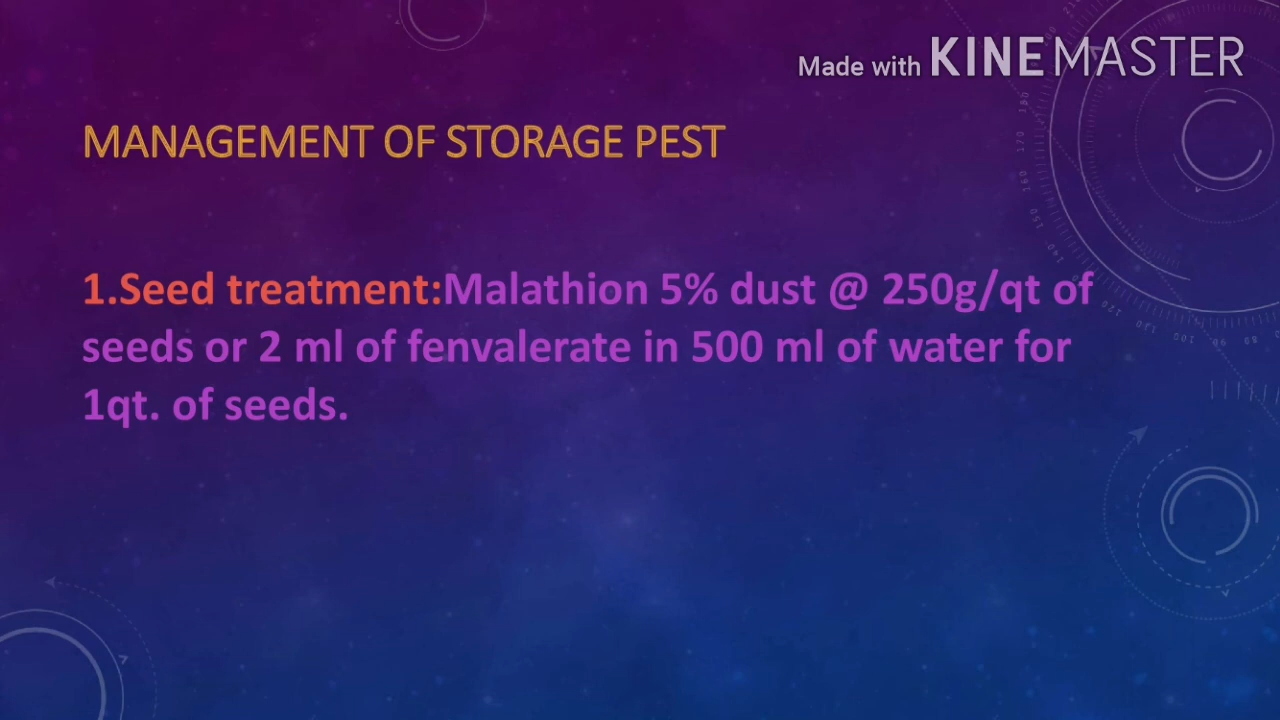 Made with KINEMASTER
MANAGEMENT OF STORAGE PEST
1.Seed treatment:Malathion 5% dust @ 250g/qt of
seeds or 2 ml of fenvalerate in 500 ml of water for
1qt. of seeds.